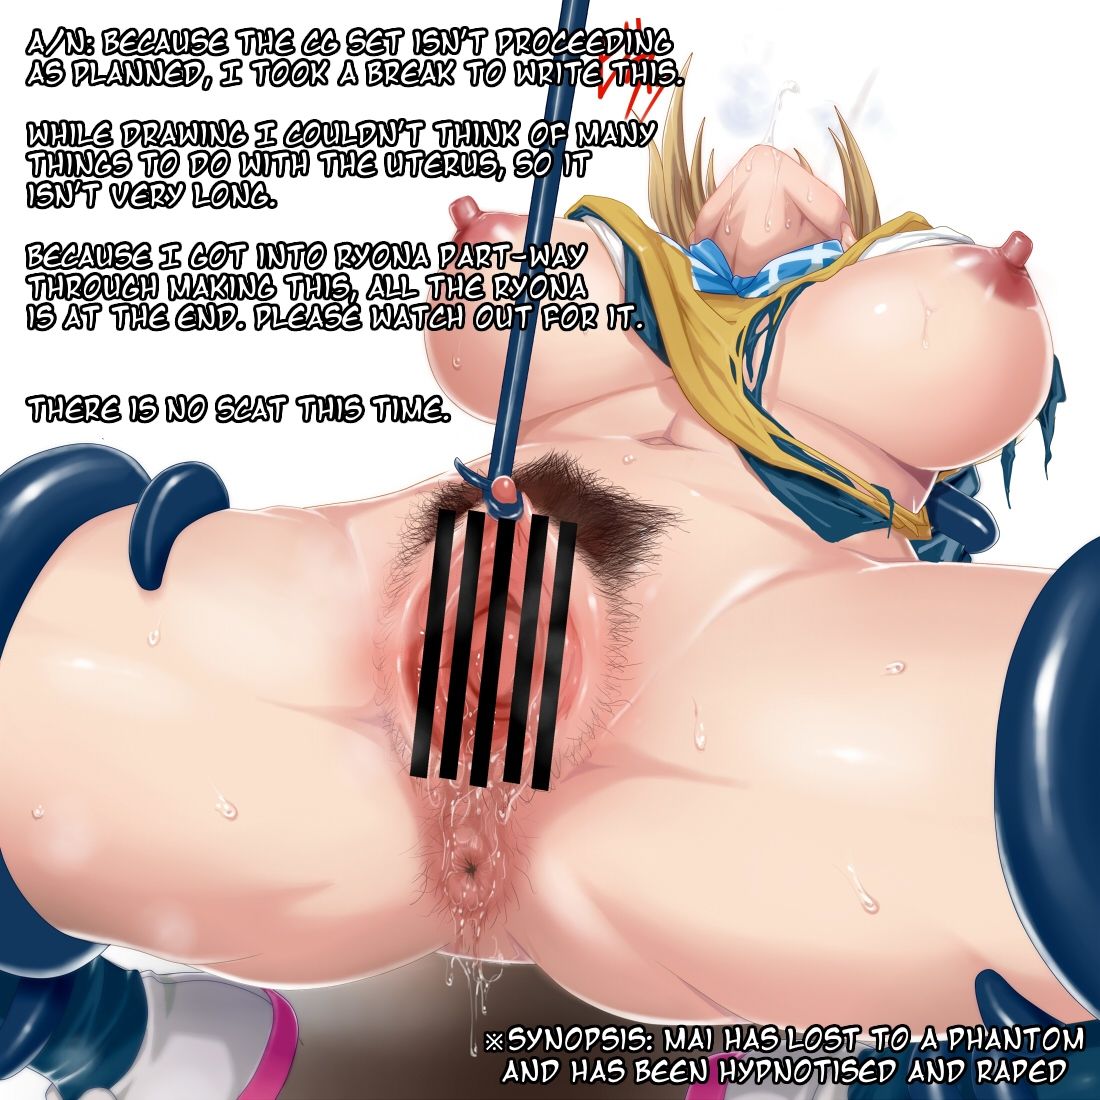 A/N: BECAUSE THE CG SET ISN'T PROCEEDING
AS PLANNED, I TOOK A BREAK TO WRITE THIS.
WHILE DRAWING I COULDN'T THINK OF MANY
THINGS TO DO WITH THE UTERUS, SO IT
ISN'T VERY LONG.
BECAUSE I GOT INTO RYONA PART-WAY
THROUGH MAKING THIS, ALL THE RYONA
IS AT THE END. PLEASE WATCH OUT FOR IT.
THERE IS NO SCAT THIS TIME.
※SYNOPSIS: MAI HAS LOST TO A PHANTOM
AND HAS BEEN HYPNOTISED AND RAPED